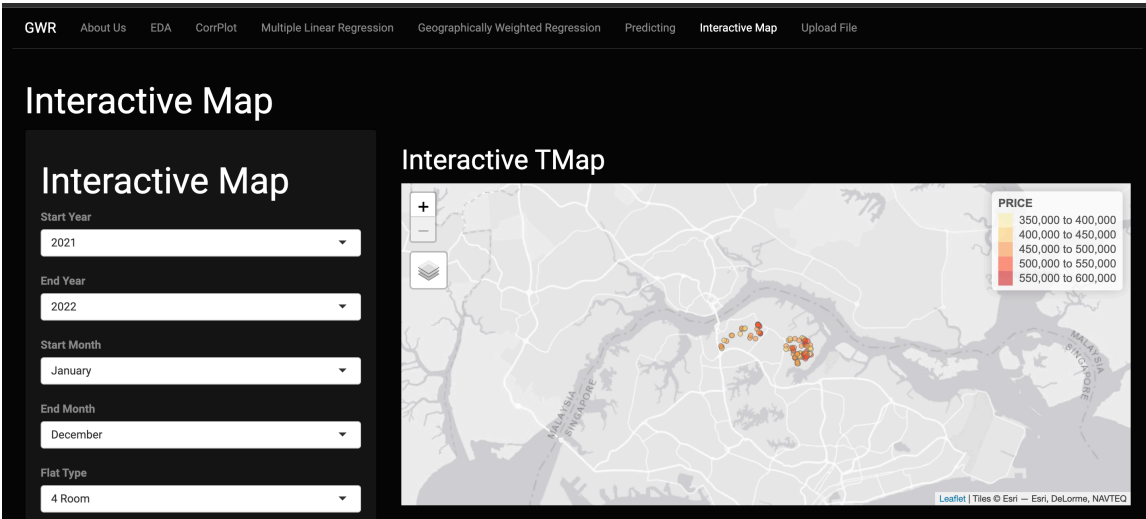 GWR About Us EDA CorrPlot Multiple Linear Regression Geographically Weighted Regression Predicting Interactive Map Upload File
Interactive Map
Interactive Map
Start Year
2021
End Year
2022
Start Month
January
End Month
December
Flat Type
4 Room
Interactive TMap
+
−
PRICE
350,000 to 400,000
400,000 to 450,000
450,000 to 500,000
500,000 to 550,000
550,000 to 600,000
MALAYSIA
SINGAPORE
MALAYSIA
SINGAPORE
Leaflet | Tiles © Esri — Esri, DeLorme, NAVTEQ